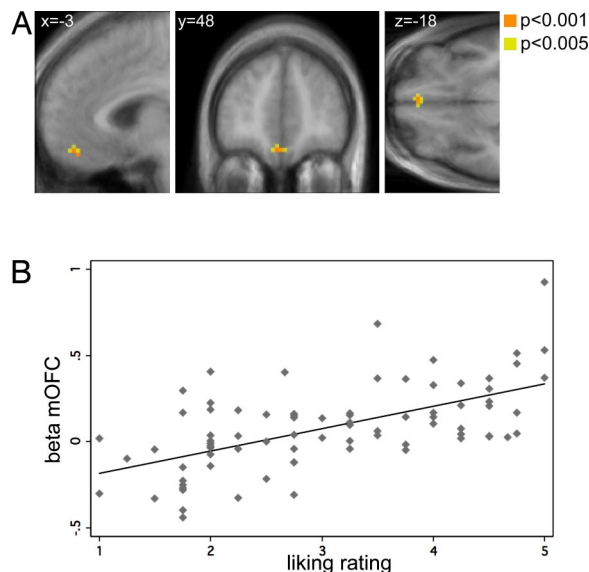 A
x=-3
y=48
z=-18
p<0.001
p<0.005
B
beta mOFC
1
.5
0
-.5
1
2
3
4
5
liking rating